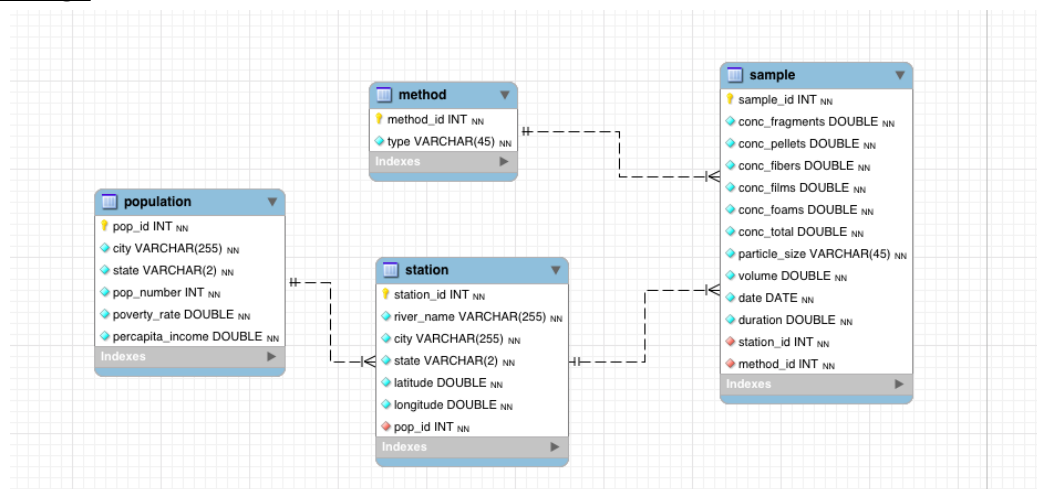 method
method_id INT NN
type VARCHAR(45) NN
Indexes
sample
sample_id INT NN
conc_fragments DOUBLE NN
conc_pellets DOUBLE NN
conc_fibers DOUBLE NN
conc_films DOUBLE NN
conc_foams DOUBLE NN
conc_total DOUBLE NN
particle_size VARCHAR(45) NN
volume DOUBLE NN
date DATE NN
duration DOUBLE NN
station_id INT NN
method_id INT NN
Indexes
population
pop_id INT NN
city VARCHAR(255) NN
state VARCHAR(2) NN
pop_number INT NN
poverty_rate DOUBLE NN
percapita_income DOUBLE NN
Indexes
station
station_id INT NN
river_name VARCHAR(255) NN
city VARCHAR(255) NN
state VARCHAR(2) NN
latitude DOUBLE NN
longitude DOUBLE NN
pop_id INT NN
Indexes